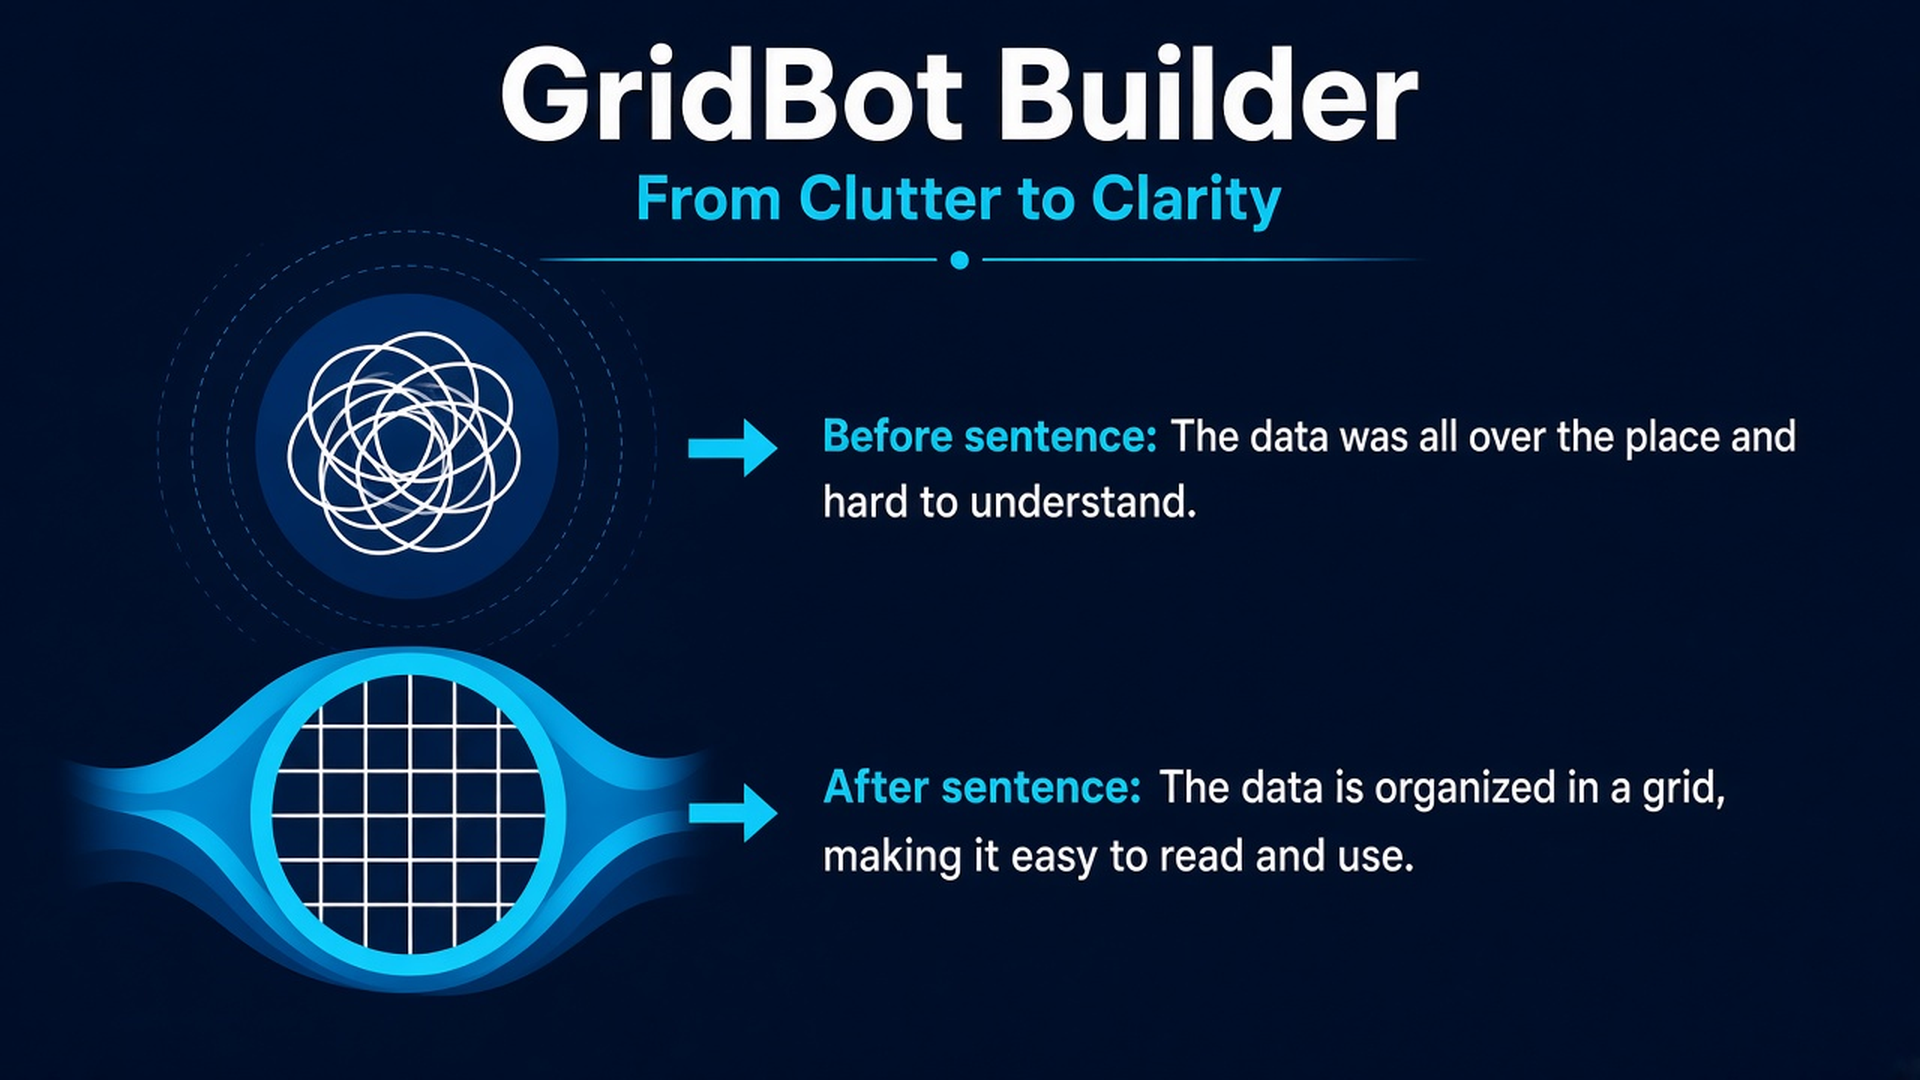 GridBot Builder
From Clutter to Clarity
Before sentence: The data was all over the place and
hard to understand.
After sentence: The data is organized in a grid,
making it easy to read and use.